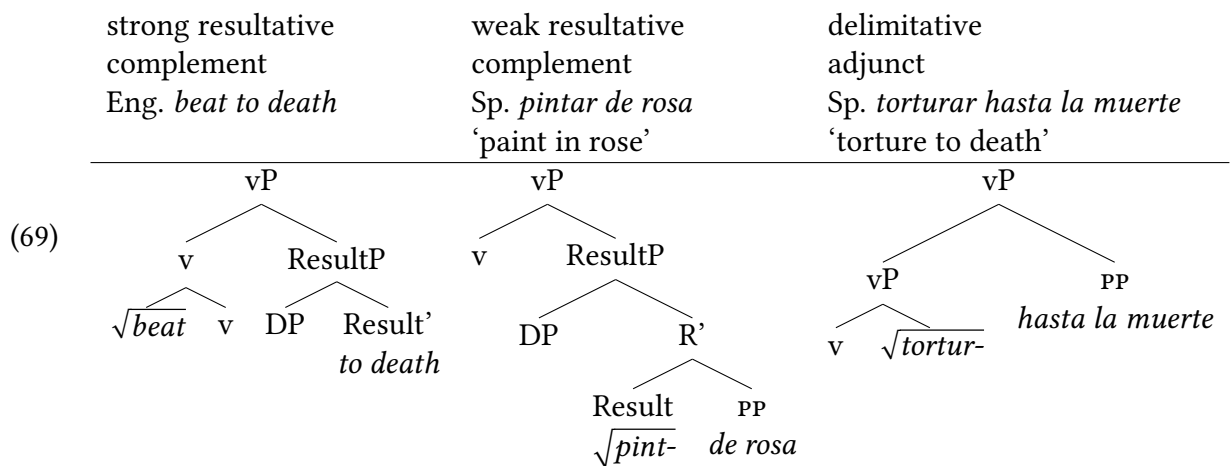 strong resultative weak resultative delimitative
complement complement adjunct
Eng. beat to death Sp. pintar de rosa Sp. torturar hasta la muerte
‘paint in rose’ ‘torture to death’
vP vP vP
(69)
v ResultP v ResultP vP PP
√beat v DP Result’ DP R’ v √tortur- hasta la muerte
to death
Result PP
√pint- de rosa